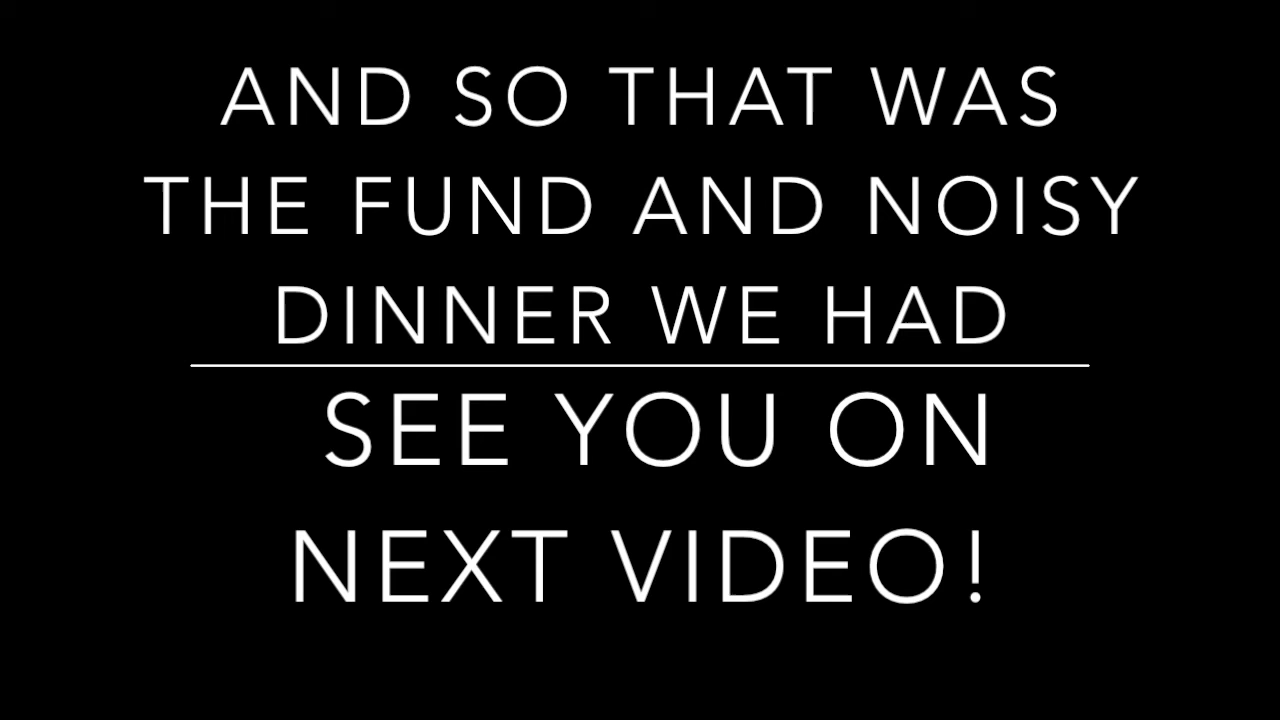 AND SO THAT WAS
THE FUND AND NOISY
DINNER WE HAD
SEE YOU ON
NEXT VIDEO!